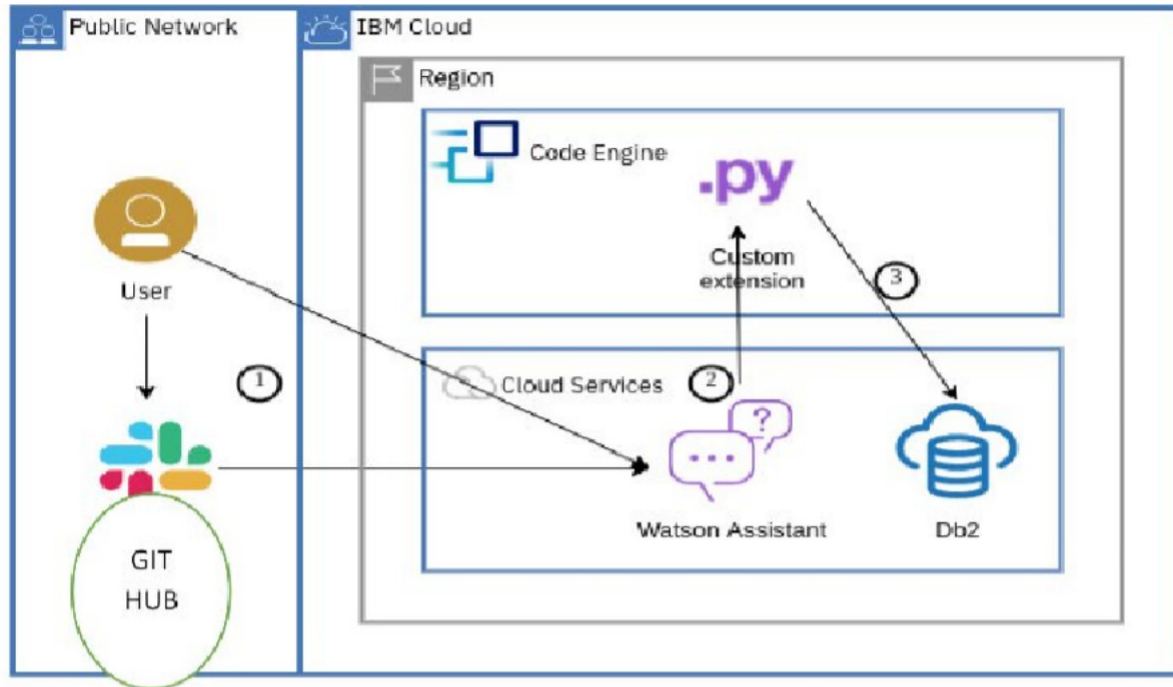 Public Network
IBM Cloud
Region
Code Engine
.py
Custom
extension
3
User
1
Cloud Services
2
?
Watson Assistant
Db2
GIT
HUB